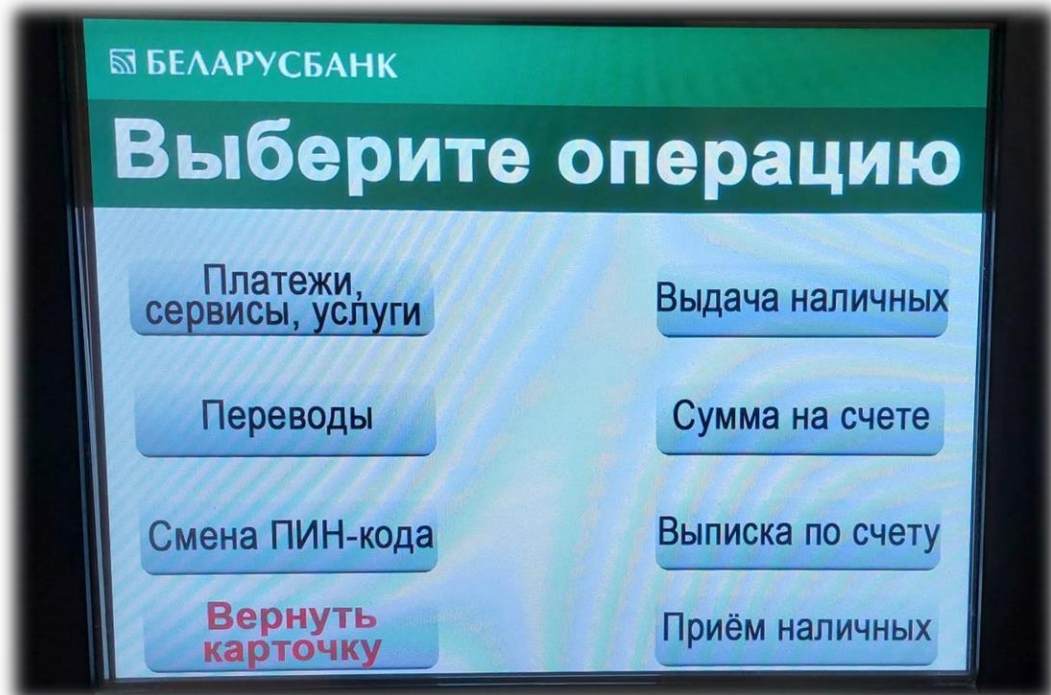 БЕЛАРУСБАНК
Выберите операцию
Платежи,
сервисы, услуги
Выдача наличных
Переводы
Сумма на счете
Смена ПИН-кода
Выписка по счету
Вернуть
карточку
Приём наличных